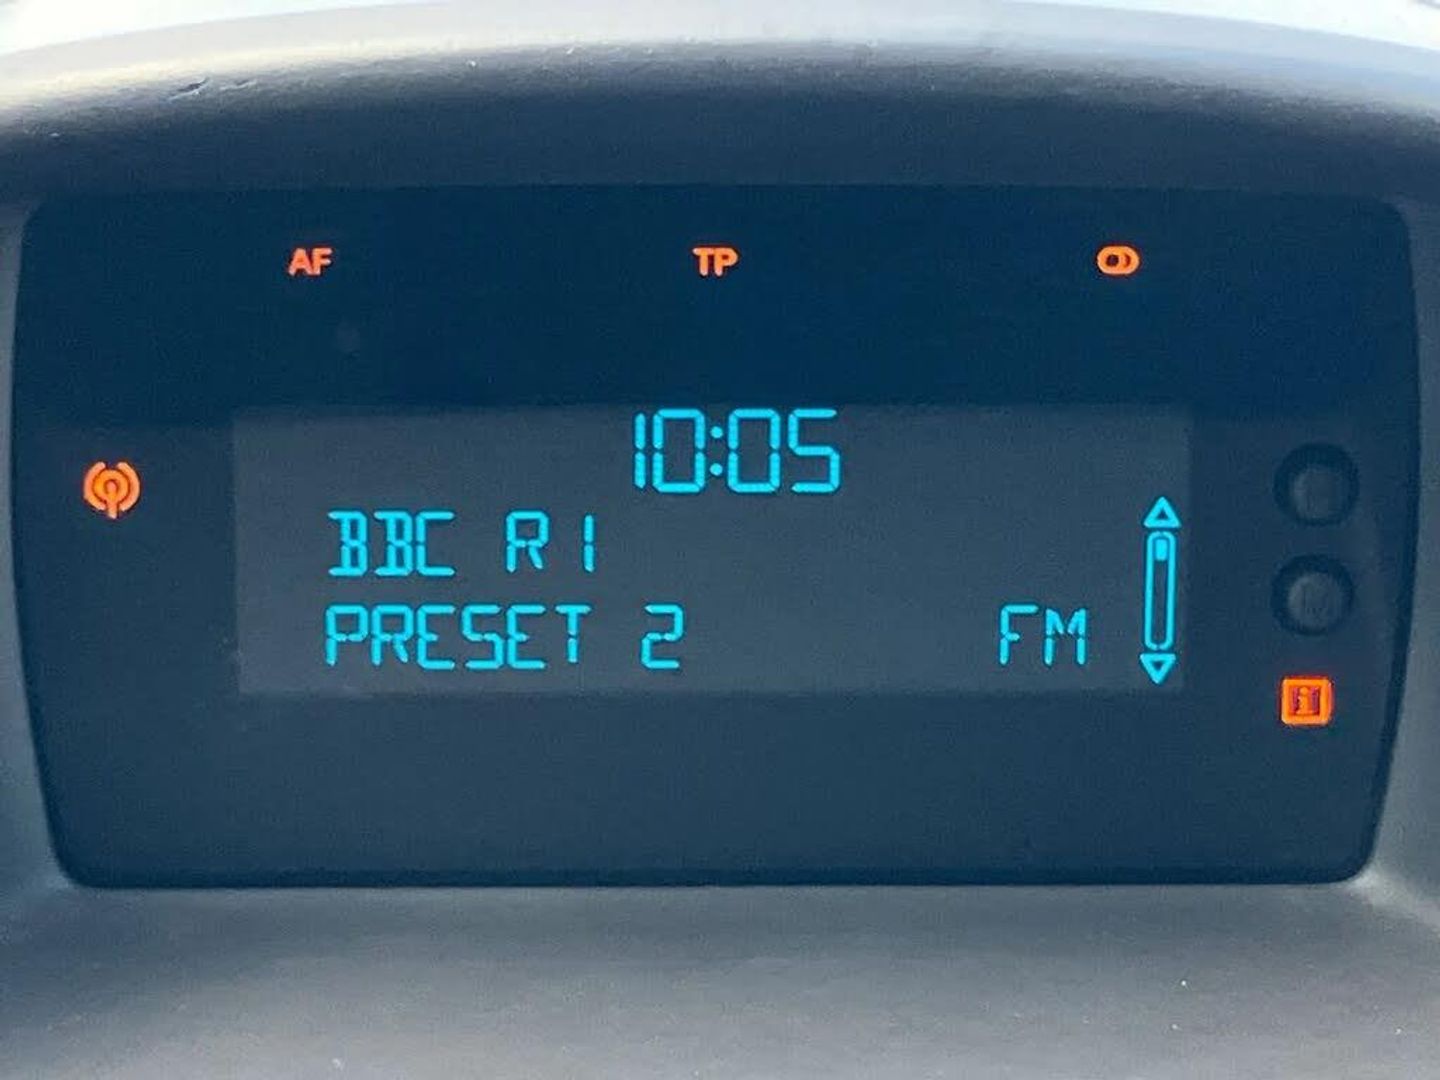 AF TP
10:05
BBC R1
PRESET 2 FM
i